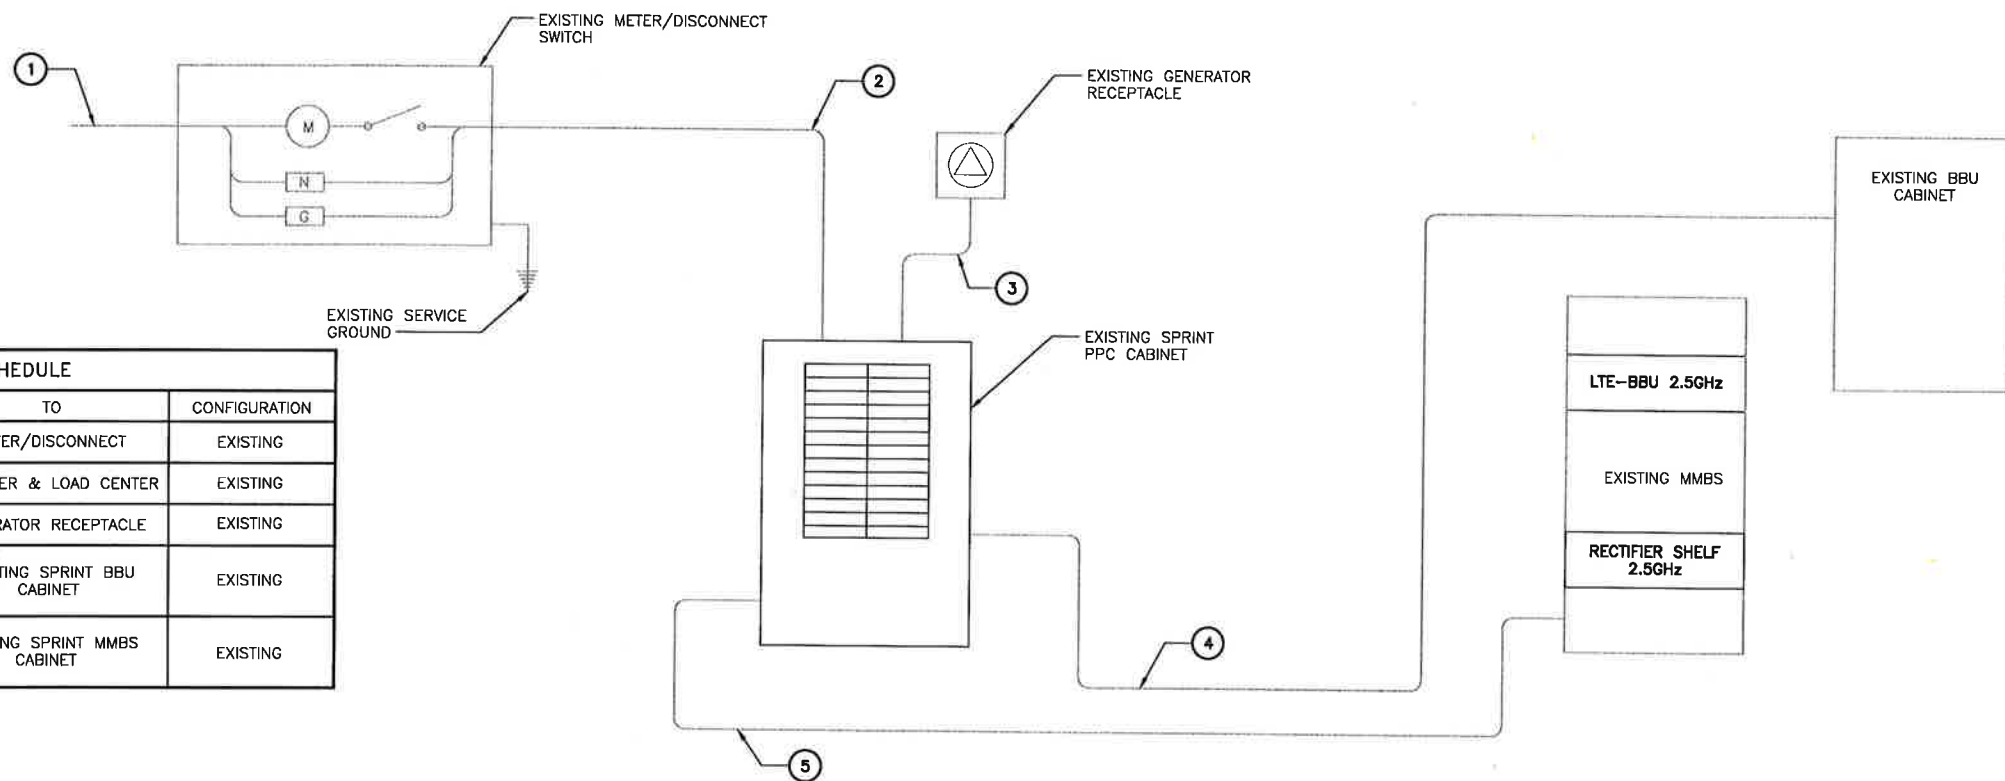 EXISTING METER/DISCONNECT
SWITCH
1
2
EXISTING GENERATOR
RECEPTACLE
M
N
G
EXISTING BBU
CABINET
3
EXISTING SERVICE
GROUND
EXISTING SPRINT
PPC CABINET
HEDULE
TO
CONFIGURATION
ER/DISCONNECT
EXISTING
ER & LOAD CENTER
EXISTING
RATOR RECEPTACLE
EXISTING
TING SPRINT BBU
CABINET
EXISTING
NG SPRINT MMBS
CABINET
EXISTING
LTE-BBU 2.5GHz
EXISTING MMBS
RECTIFIER SHELF
2.5GHz
4
5